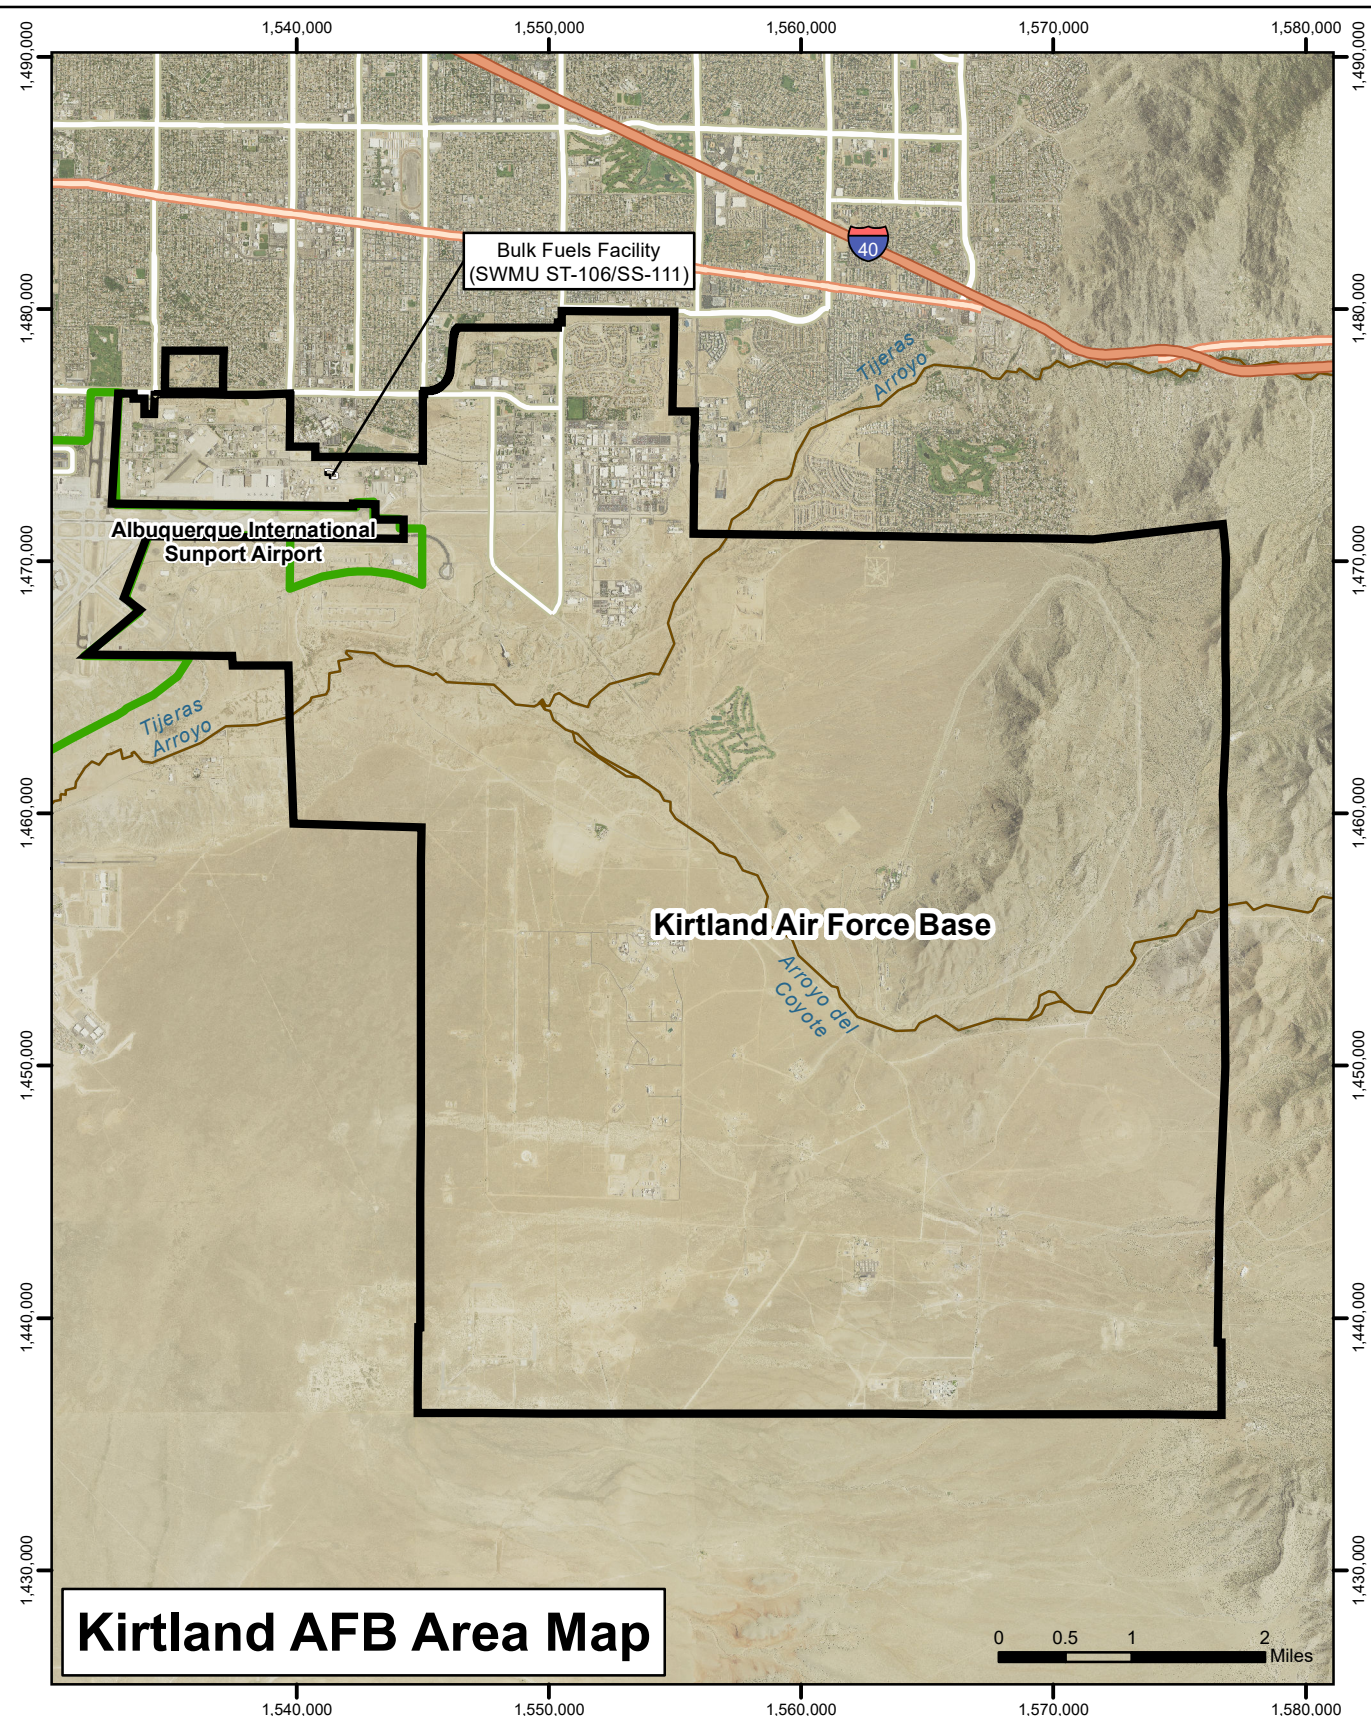 1,540,000
1,550,000
1,560,000
1,570,000
1,580,000
1,490,000
1,490,000
Bulk Fuels Facility
(SWMU ST-106/SS-111)
40
1,480,000
1,480,000
Tijeras
Arroyo
Albuquerque International
Sunport Airport
1,470,000
1,470,000
Tijeras
Arroyo
1,460,000
1,460,000
Kirtland Air Force Base
Arroyo del
Coyote
1,450,000
1,450,000
1,440,000
1,440,000
1,430,000
1,430,000
Kirtland AFB Area Map
0 0.5 1 2
Miles
1,540,000
1,550,000
1,560,000
1,570,000
1,580,000